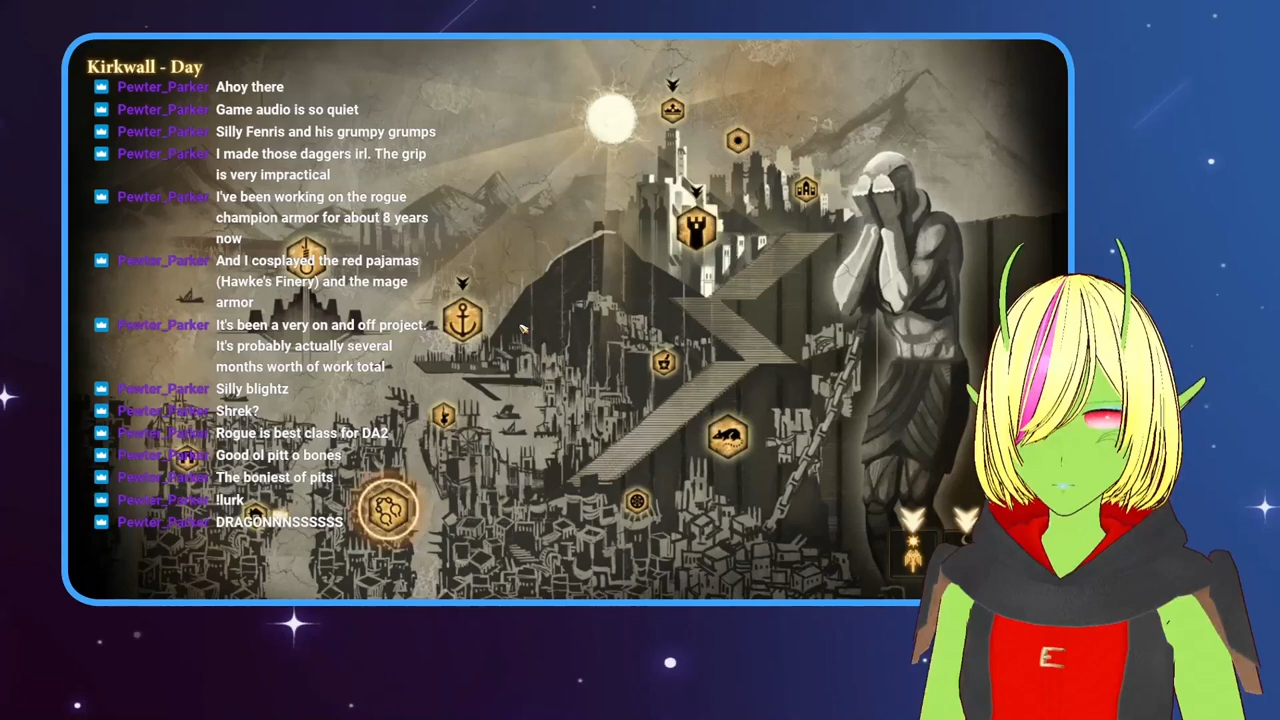 Kirkwall - Day
Pewter_Parker Ahoy there
Pewter_Parker Game audio is so quiet
Pewter_Parker Silly Fenris and his grumpy grumps
Pewter_Parker I made those daggers irl. The grip
is very impractical
Pewter_Parker I've been working on the rogue
champion armor for about 8 years
now
Pewter_Parker And I cosplayed the red pajamas
(Hawke's Finery) and the mage
armor
Pewter_Parker It's been a very on and off project.
It's probably actually several
months worth of work total
Pewter_Parker Silly blightz
Pewter_Parker Shrek?
Pewter_Parker Rogue is best class for DA2
Pewter_Parker Good ol pitt o bones
Pewter_Parker The boniest of pits
Pewter_Parker !lurk
Pewter_Parker DRAGONNNSSSSSS
E